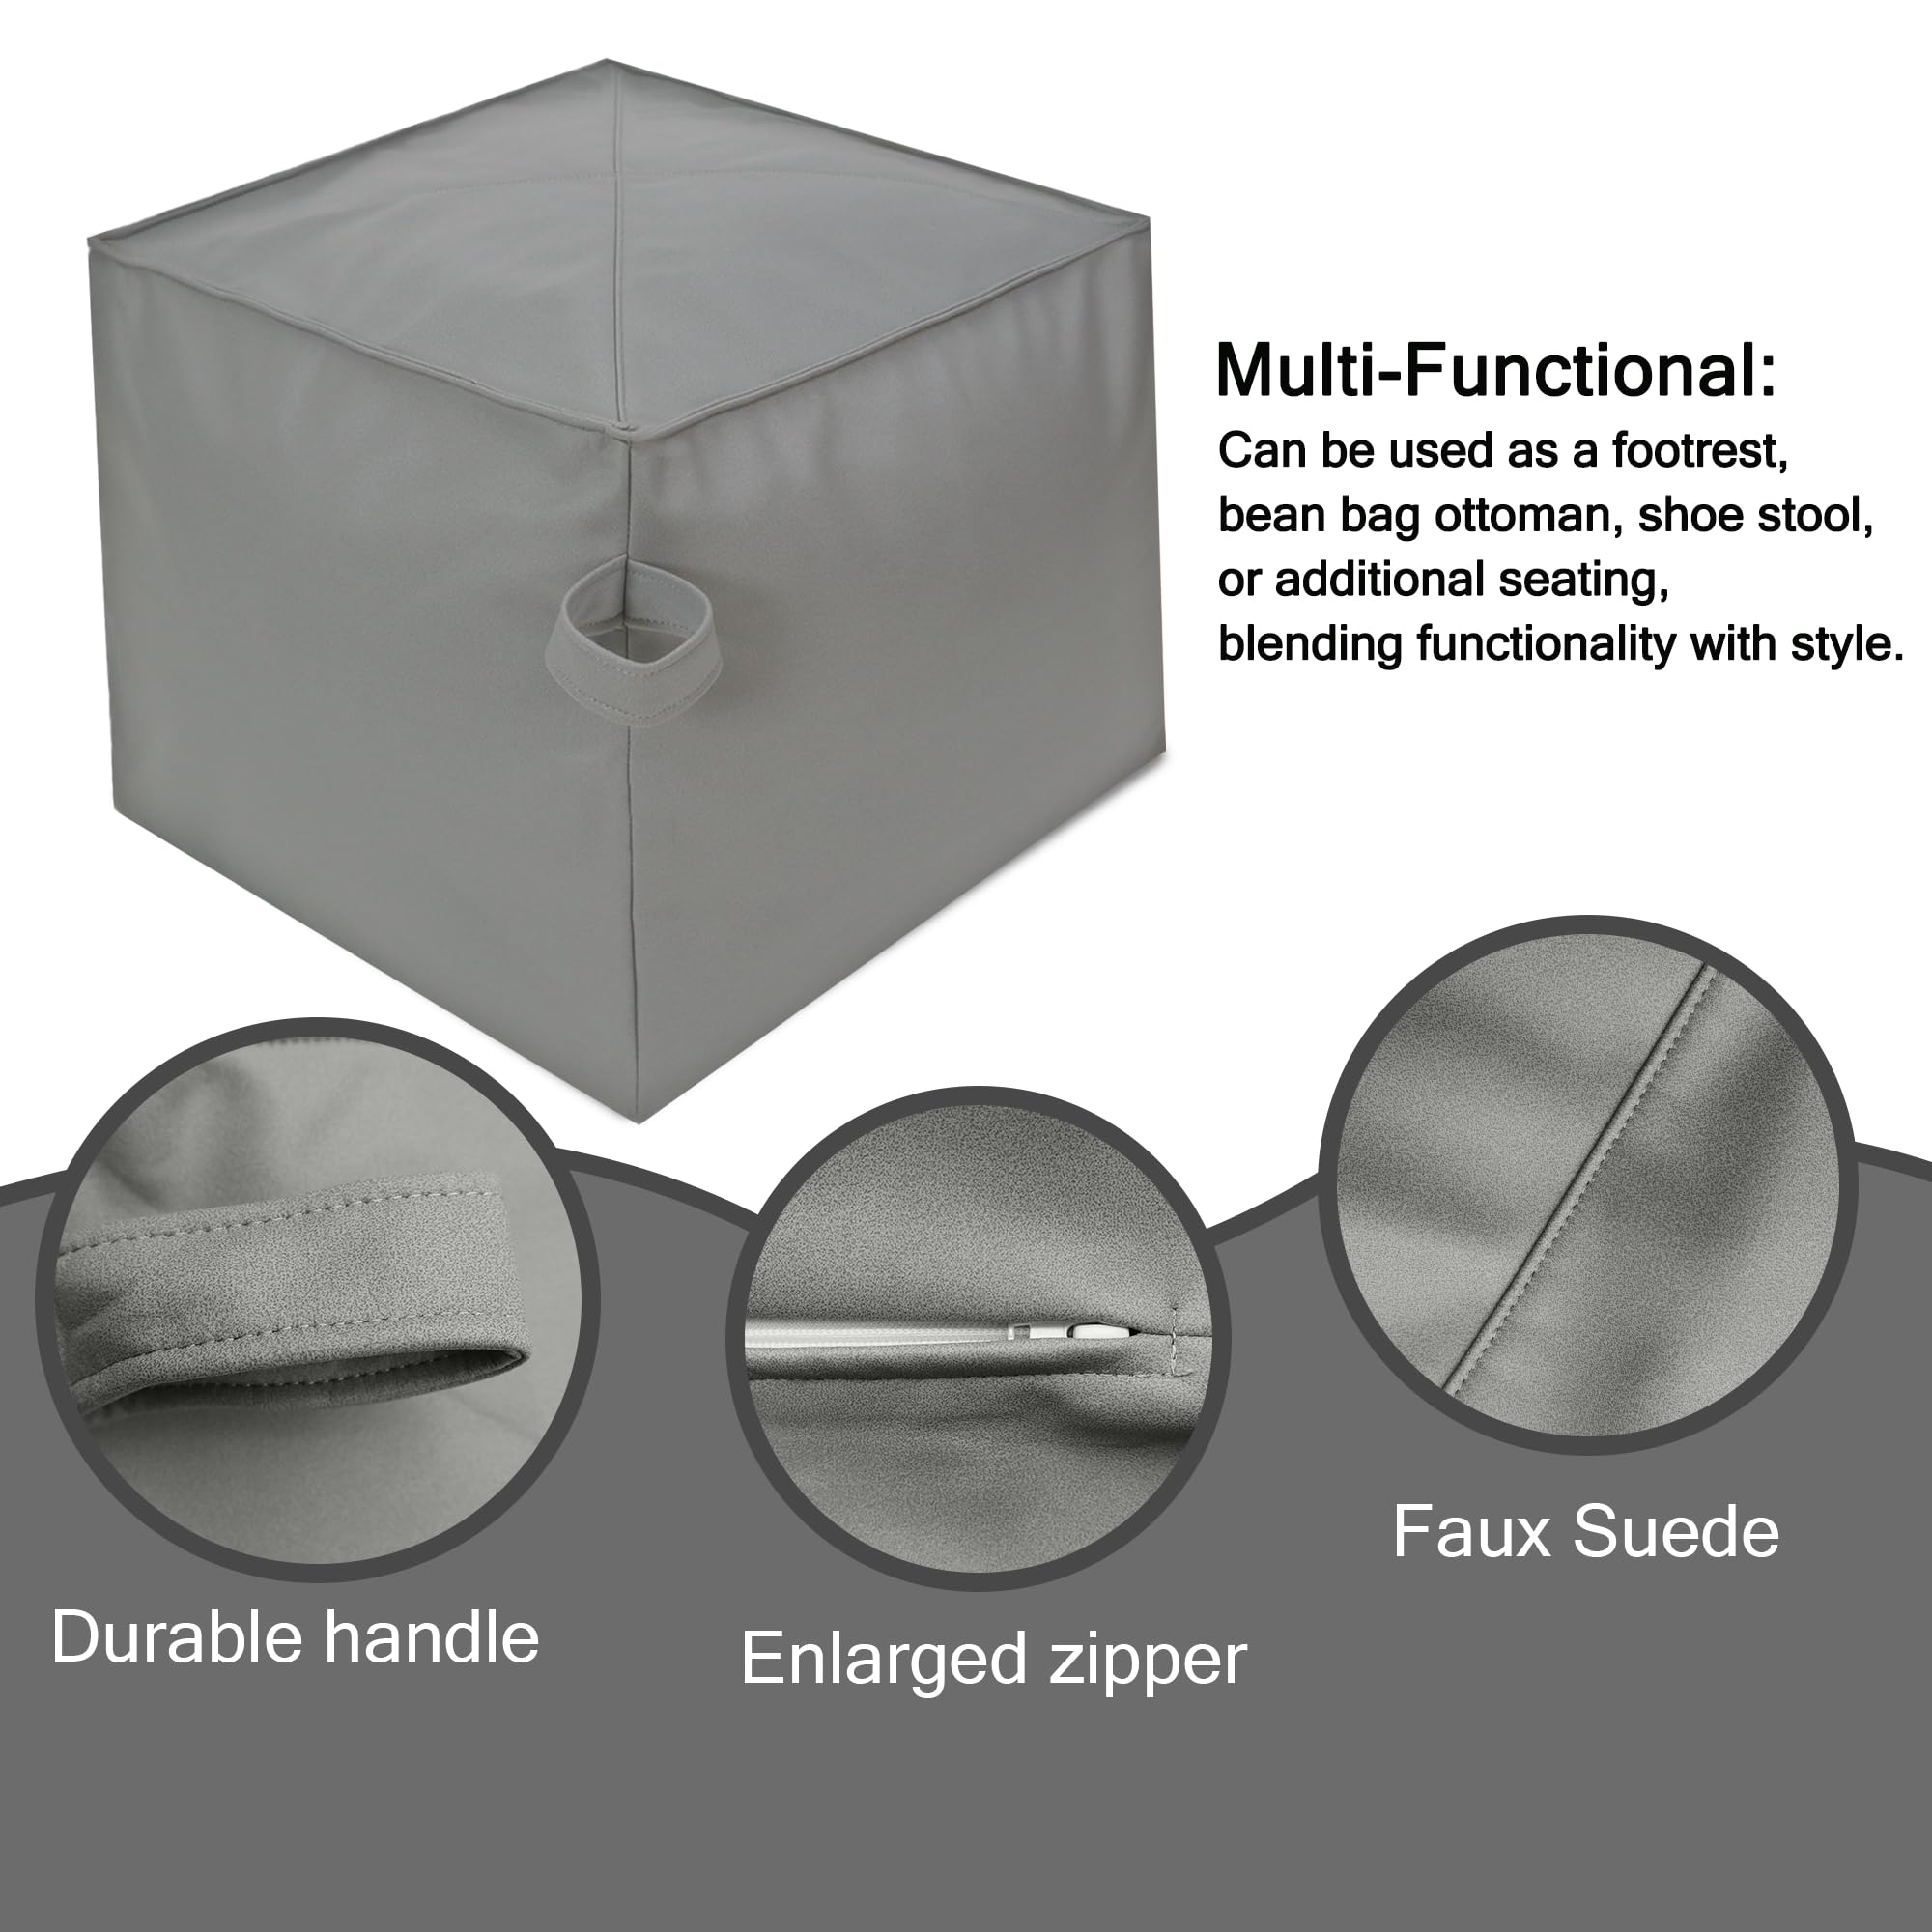 Multi-Functional:
Can be used as a footrest,
bean bag ottoman, shoe stool,
or additional seating,
blending functionality with style.
Durable handle
Enlarged zipper
Faux Suede